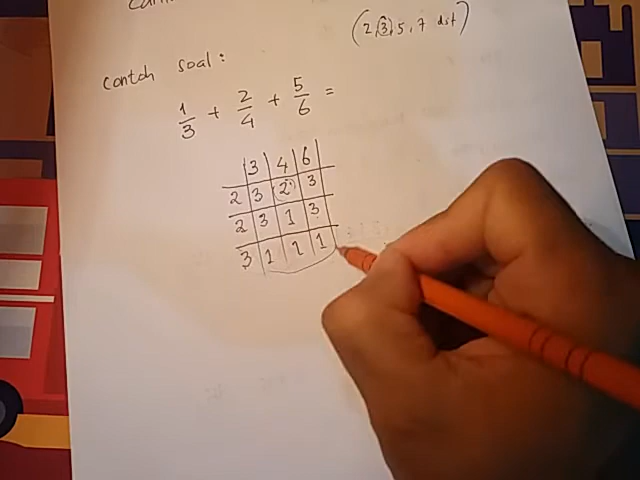 (2, 3, 5, 7 dst)
contoh soal :
1/3 + 2/4 + 5/6 =
3 4 6
2 3 2 3
2 3 1 3
3 1 1 1